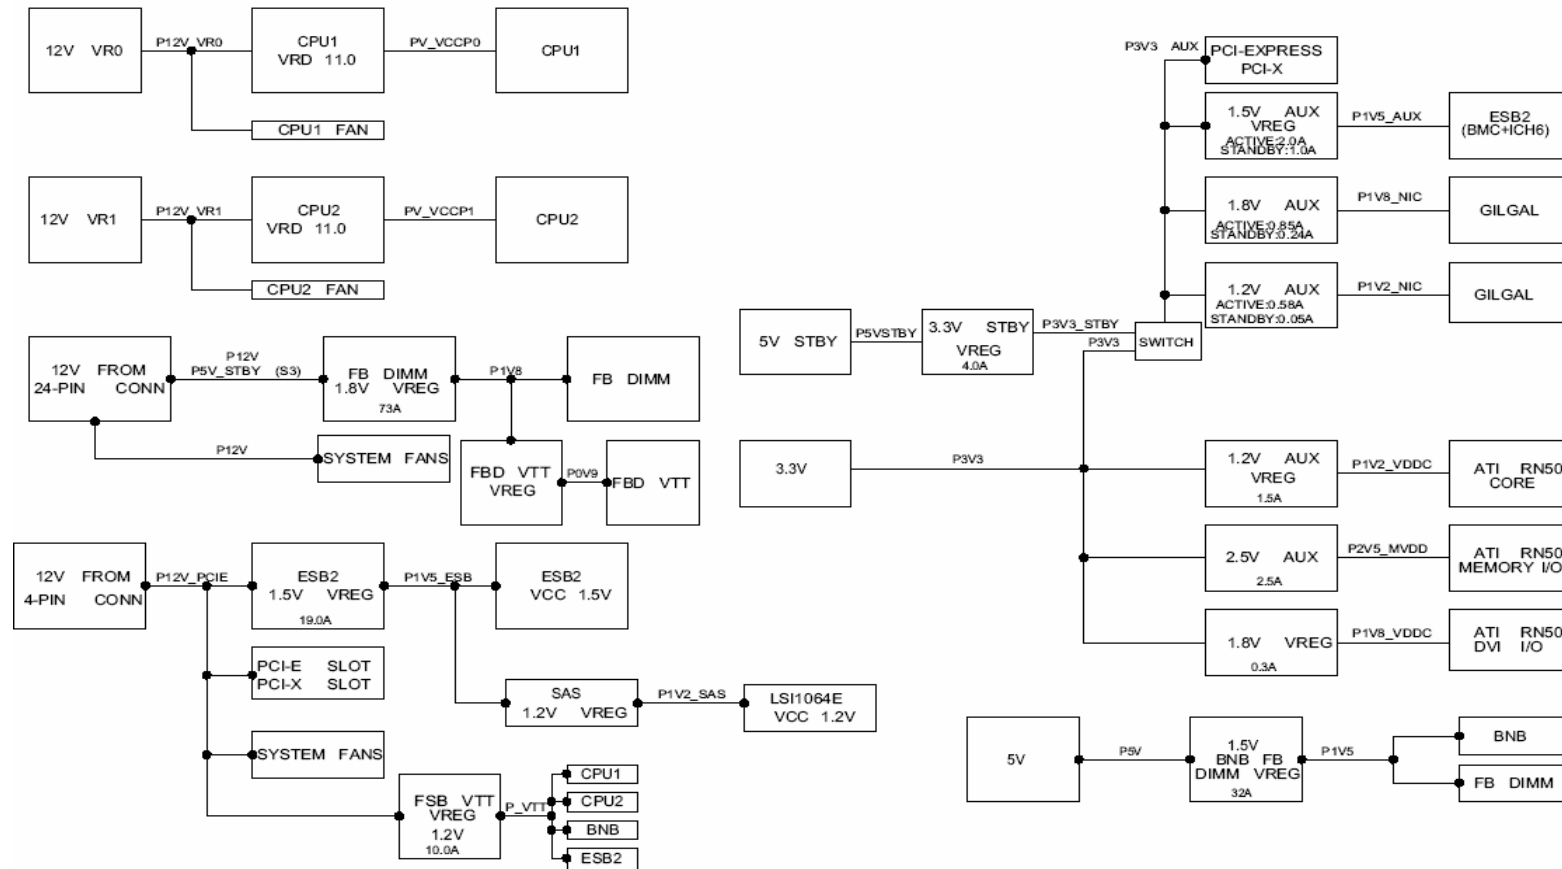 12V VR0
P12V_VR0
CPU1
VRD 11.0
PV_VCCP0
CPU1
CPU1 FAN
12V VR1
P12V_VR1
CPU2
VRD 11.0
PV_VCCP1
CPU2
CPU2 FAN
12V FROM
24-PIN CONN
P12V
P5V_STBY (S3)
FB DIMM
1.8V VREG
73A
P1V8
FB DIMM
P12V
SYSTEM FANS
FBD VTT
VREG
P0V9
FBD VTT
12V FROM
4-PIN CONN
P12V_PCIE
ESB2
1.5V VREG
19.0A
P1V5_ESB
ESB2
VCC 1.5V
PCI-E SLOT
PCI-X SLOT
SAS
1.2V VREG
P1V2_SAS
LSI1064E
VCC 1.2V
SYSTEM FANS
FSB VTT
VREG
1.2V
10.0A
P_VTT
CPU1
CPU2
BNB
ESB2
P3V3 AUX
PCI-EXPRESS
PCI-X
1.5V AUX
VREG
ACTIVE:2.0A
STANDBY:1.0A
P1V5_AUX
ESB2
(BMC+ICH6)
1.8V AUX
ACTIVE:0.85A
STANDBY:0.24A
P1V8_NIC
GILGAL
1.2V AUX
ACTIVE:0.58A
STANDBY:0.05A
P1V2_NIC
GILGAL
5V STBY
P5VSTBY
3.3V STBY
VREG
4.0A
P3V3_STBY
P3V3
SWITCH
3.3V
P3V3
1.2V AUX
VREG
1.5A
P1V2_VDDC
ATI RN50
CORE
2.5V AUX
2.5A
P2V5_MVDD
ATI RN50
MEMORY I/O
1.8V VREG
0.3A
P1V8_VDDC
ATI RN50
DVI I/O
5V
P5V
1.5V
BNB FB
DIMM VREG
32A
P1V5
BNB
FB DIMM